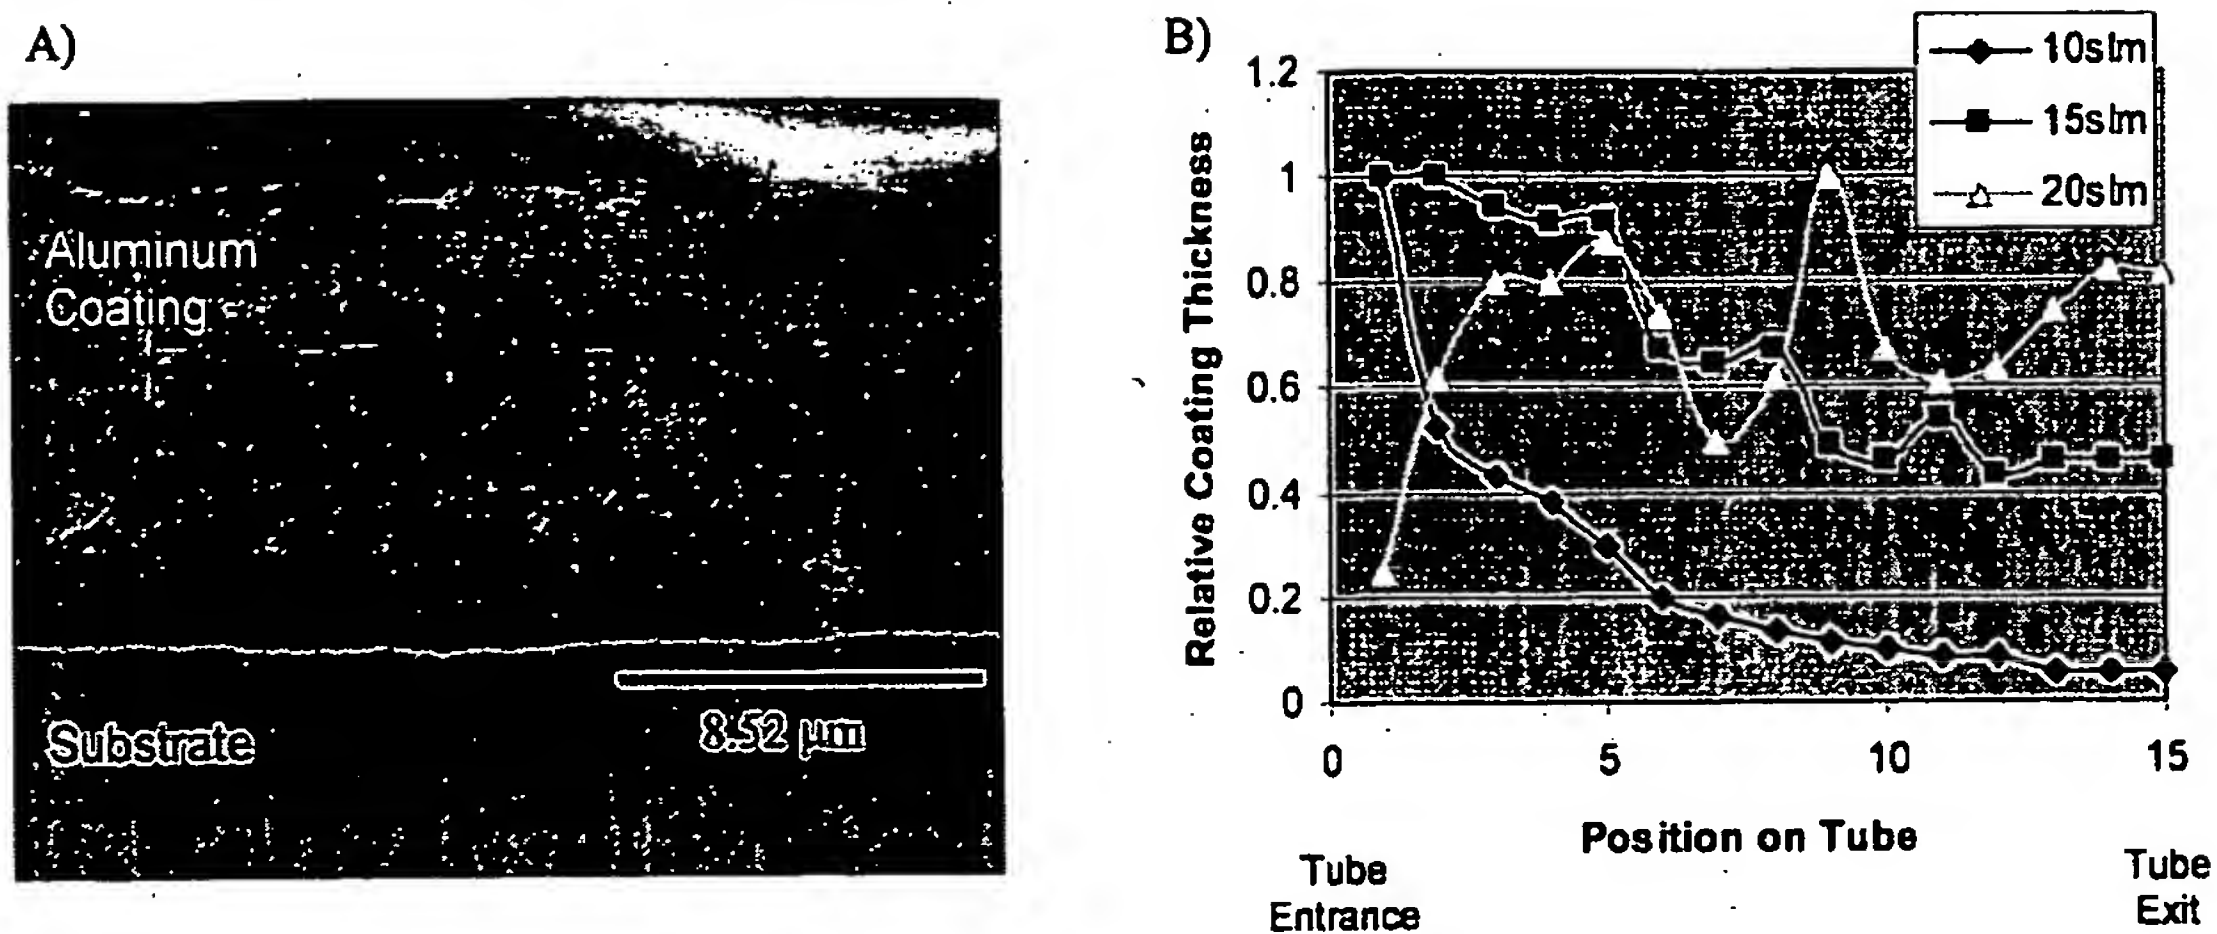 A)
Aluminum
Coating
Substrate
8.52 μm
B)
10slm
15slm
20slm
Relative Coating Thickness
1.2
1
0.8
0.6
0.4
0.2
0
0
5
10
15
Position on Tube
Tube
Entrance
Tube
Exit